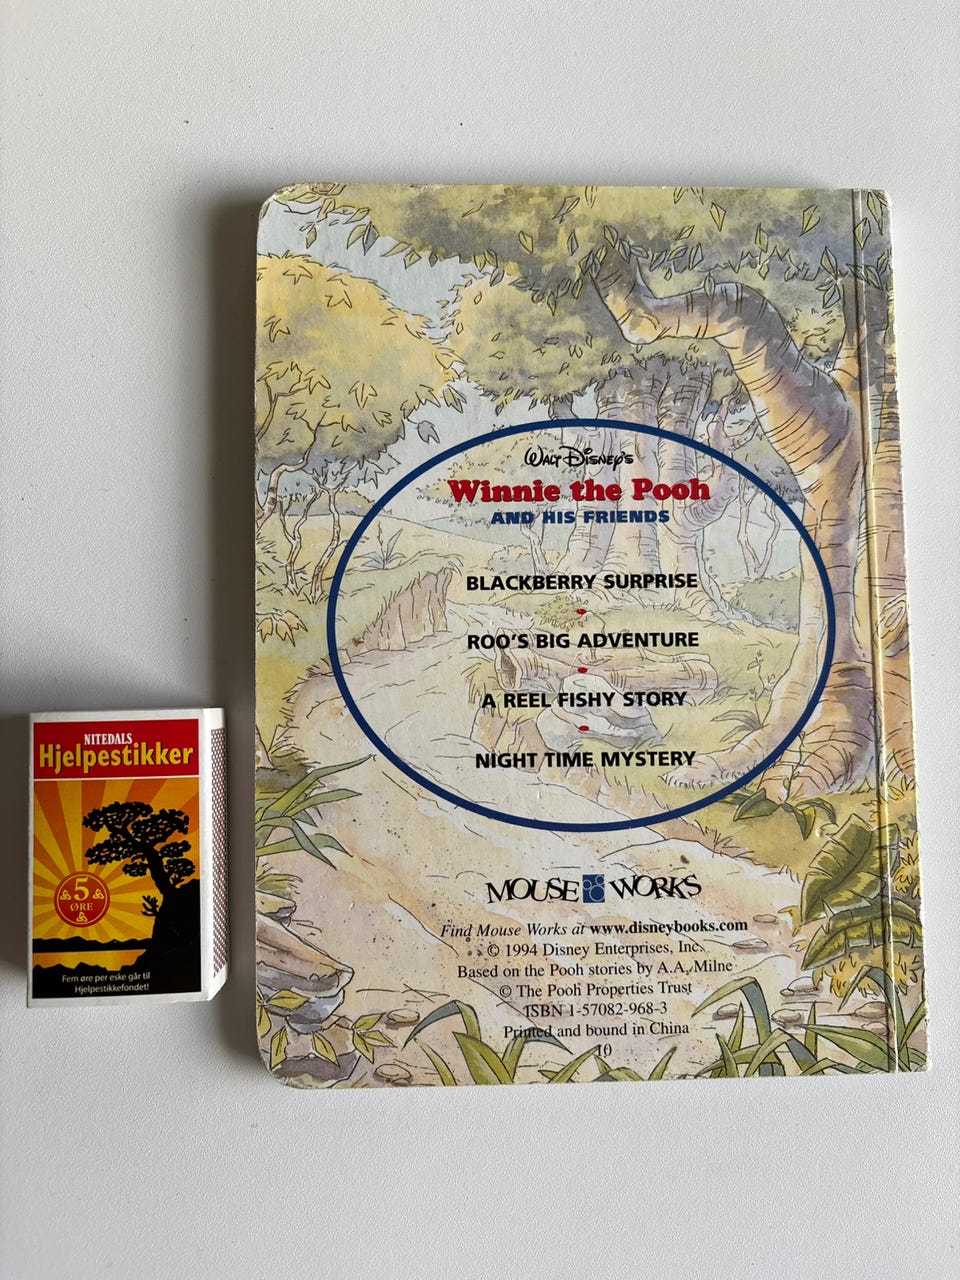 NITEDALS
Hjelpestikker
5
ØRE
Fem øre per eske går til
Hjelpestikkefondet!
WALT DISNEY'S
Winnie the Pooh
AND HIS FRIENDS
BLACKBERRY SURPRISE
ROO'S BIG ADVENTURE
A REEL FISHY STORY
NIGHT TIME MYSTERY
MOUSE WORKS
Find Mouse Works at www.disneybooks.com
© 1994 Disney Enterprises, Inc.
Based on the Pooh stories by A.A. Milne
© The Pooh Properties Trust
ISBN 1-57082-968-3
Printed and bound in China
10